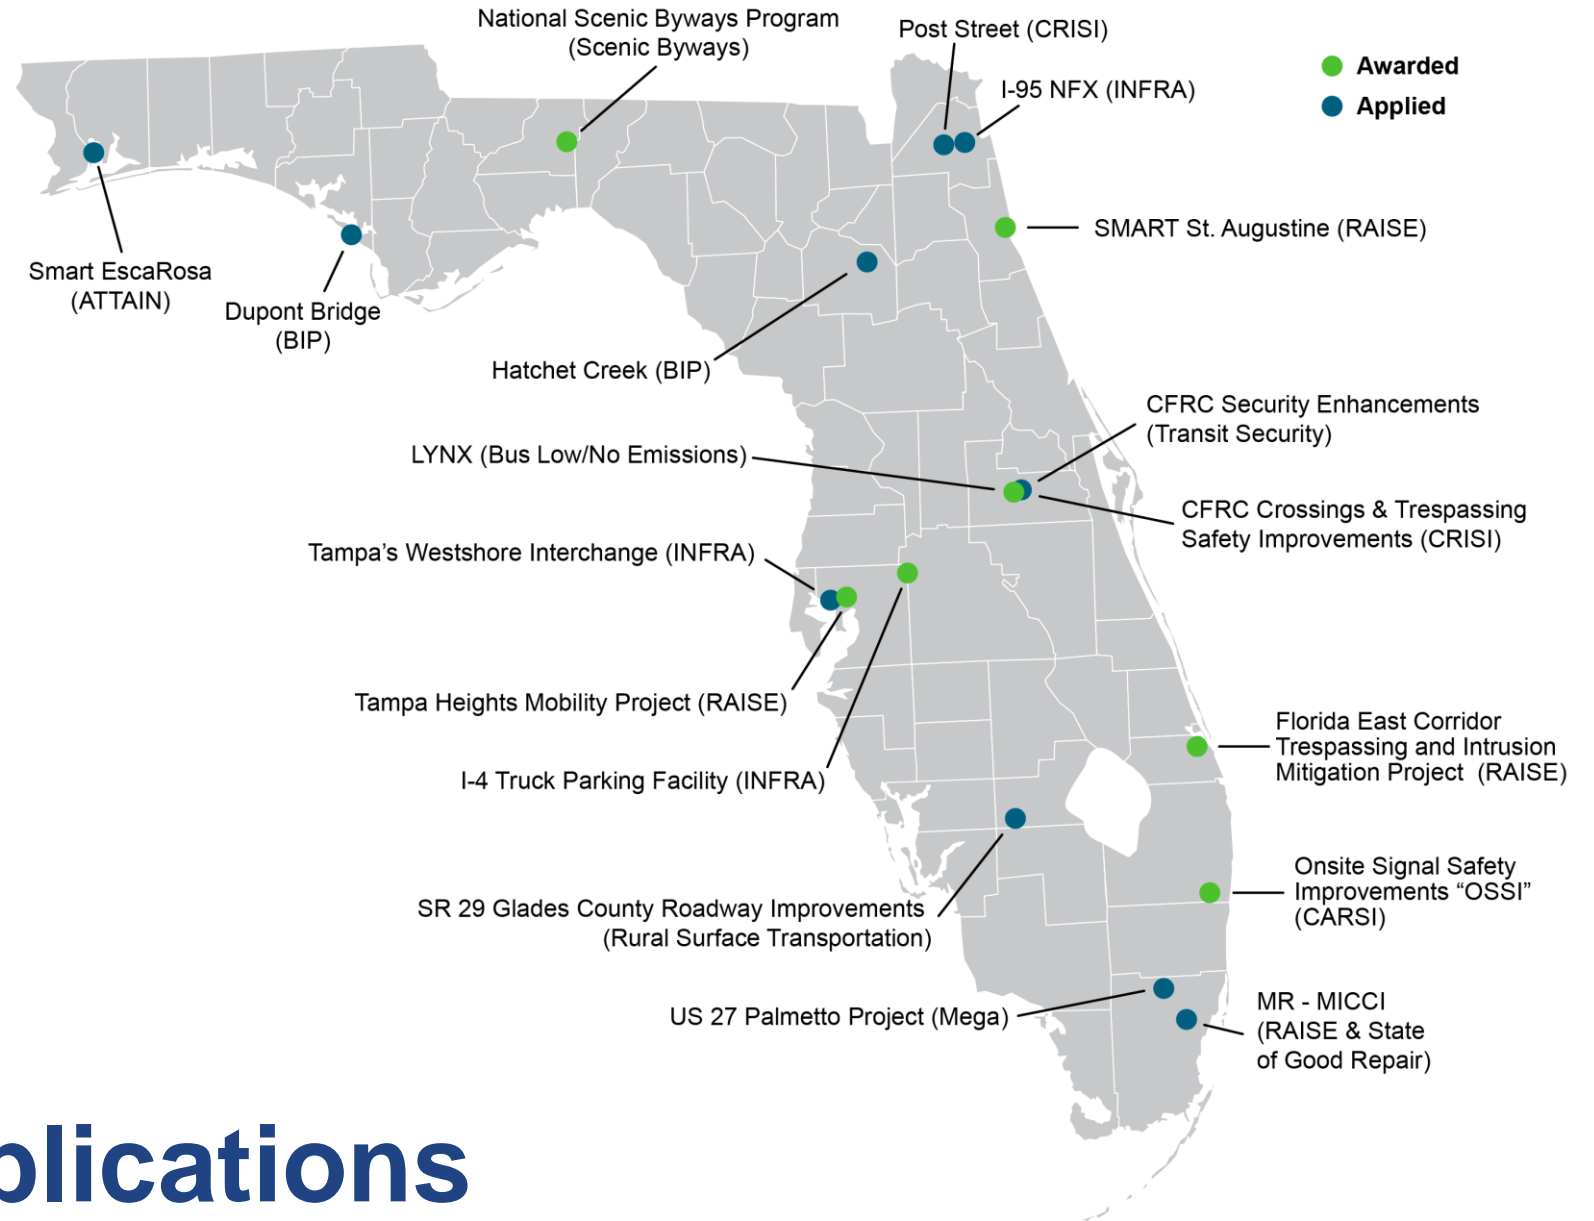 National Scenic Byways Program
(Scenic Byways)
Post Street (CRISI)
I-95 NFX (INFRA)
Awarded
Applied
SMART St. Augustine (RAISE)
Smart EscaRosa
(ATTAIN)
Dupont Bridge
(BIP)
Hatchet Creek (BIP)
CFRC Security Enhancements
(Transit Security)
LYNX (Bus Low/No Emissions)
CFRC Crossings & Trespassing
Safety Improvements (CRISI)
Tampa’s Westshore Interchange (INFRA)
Tampa Heights Mobility Project (RAISE)
I-4 Truck Parking Facility (INFRA)
Florida East Corridor
Trespassing and Intrusion
Mitigation Project (RAISE)
Onsite Signal Safety
Improvements “OSSI”
(CARSI)
SR 29 Glades County Roadway Improvements
(Rural Surface Transportation)
US 27 Palmetto Project (Mega)
MR - MICCI
(RAISE & State
of Good Repair)
plications